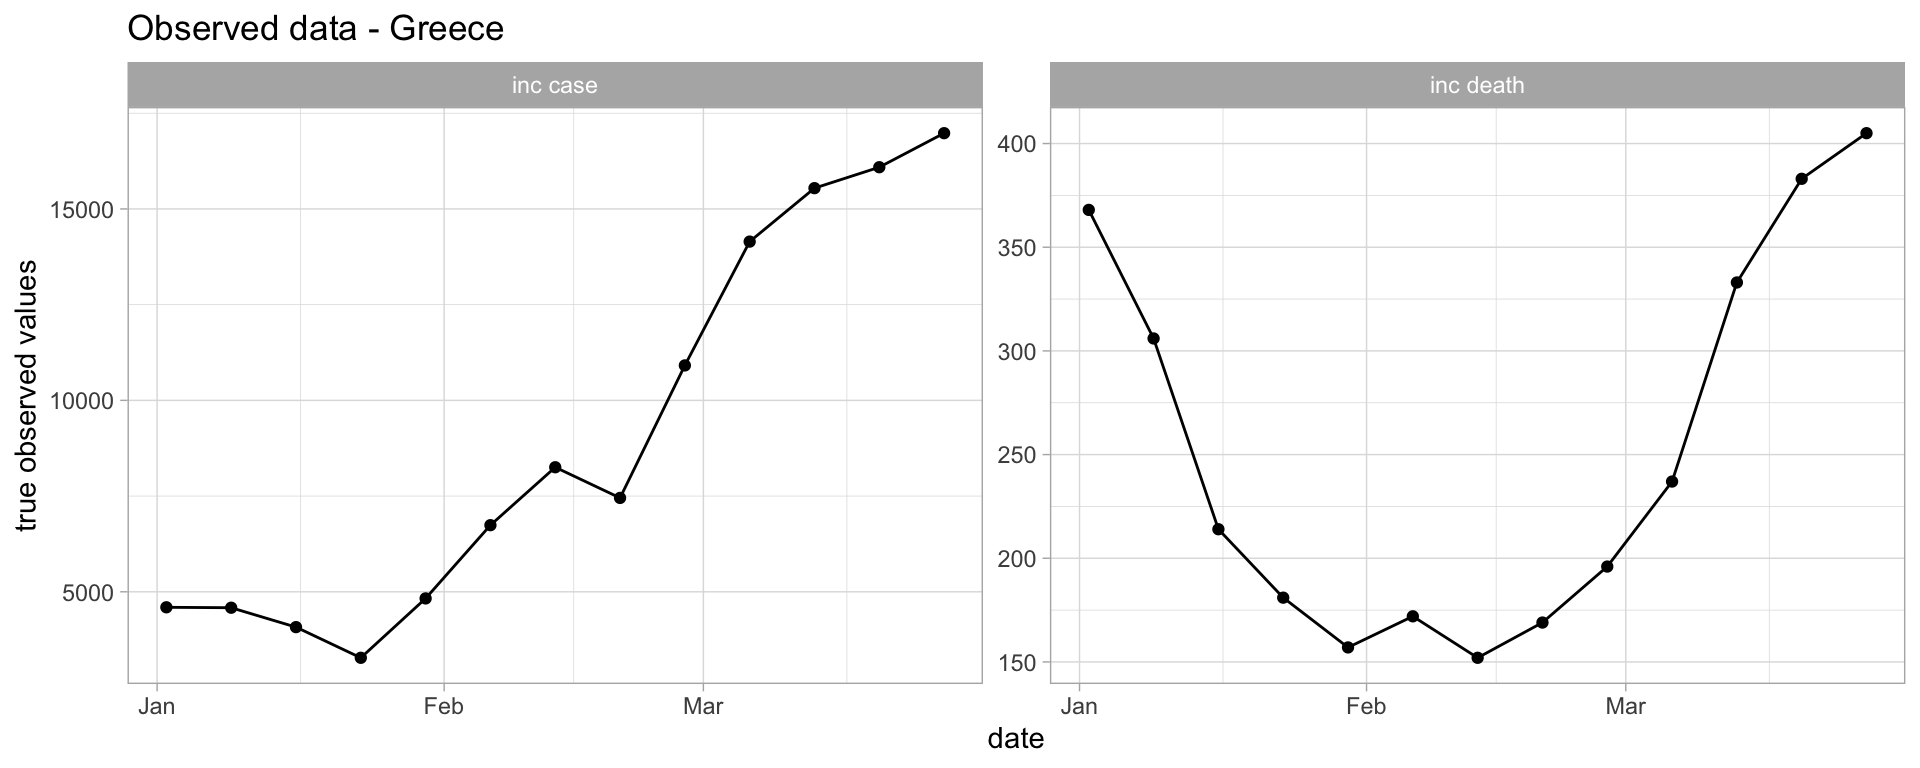 Observed data - Greece
inc case
inc death
true observed values
15000
10000
5000
400
350
300
250
200
150
Jan Feb Mar
Jan Feb Mar
date